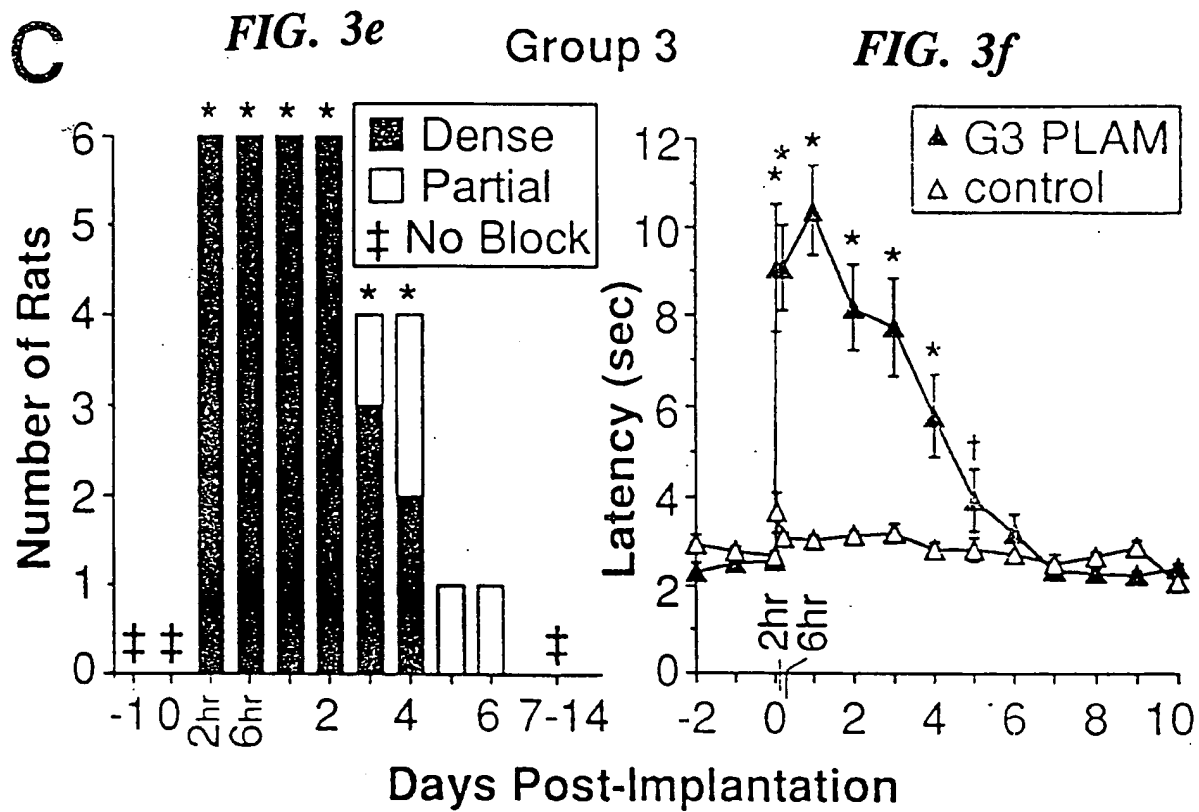 C
FIG. 3e
Group 3
FIG. 3f
* * * *
Dense
Partial
‡ No Block
* *
Number of Rats
6
5
4
3
2
1
0
‡ ‡
‡
-1 0 2hr 6hr 2 4 6 7-14
G3 PLAM
control
* * * * * *
†
Latency (sec)
12
10
8
6
4
2
0
2hr
6hr
-2 0 2 4 6 8 10
Days Post-Implantation